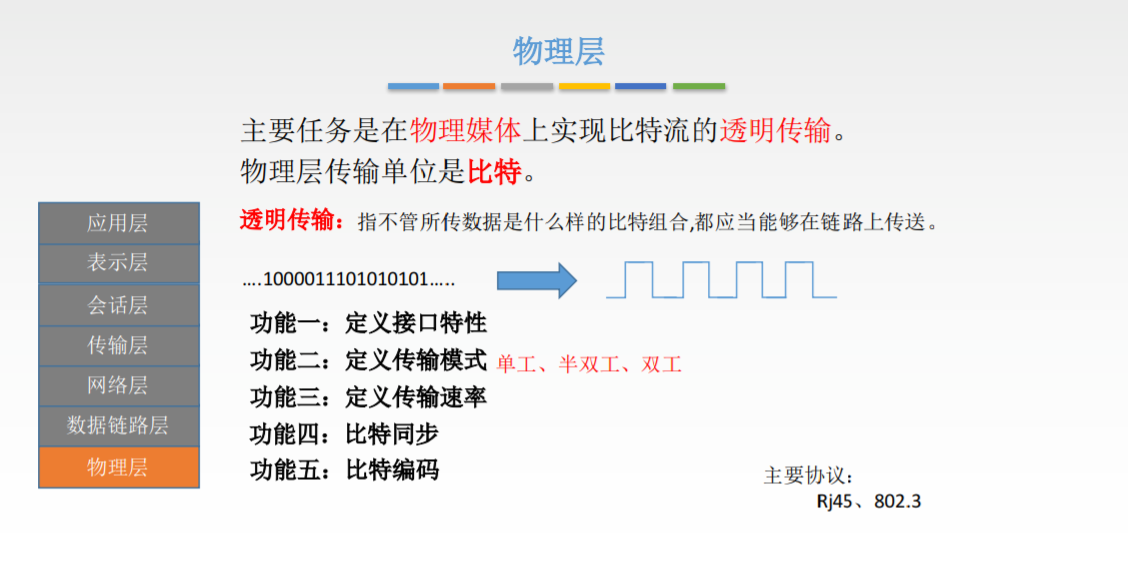 物理层
主要任务是在物理媒体上实现比特流的透明传输。
物理层传输单位是比特。
透明传输：指不管所传数据是什么样的比特组合,都应当能够在链路上传送。
....1000011101010101.....
功能一：定义接口特性
功能二：定义传输模式 单工、半双工、双工
功能三：定义传输速率
功能四：比特同步
功能五：比特编码
应用层
表示层
会话层
传输层
网络层
数据链路层
物理层
主要协议：
Rj45、802.3